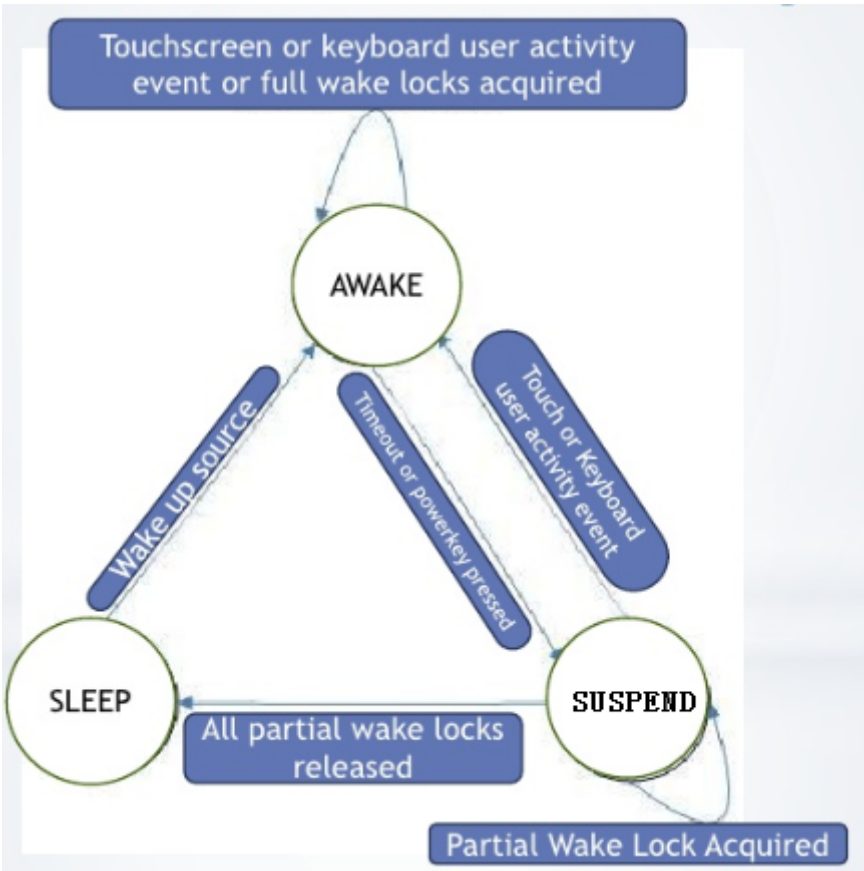 Touchscreen or keyboard user activity
event or full wake locks acquired
AWAKE
Wake up source
Timeout or powerkey pressed
Touch or Keyboard
user activity event
SLEEP
SUSPEND
All partial wake locks
released
Partial Wake Lock Acquired